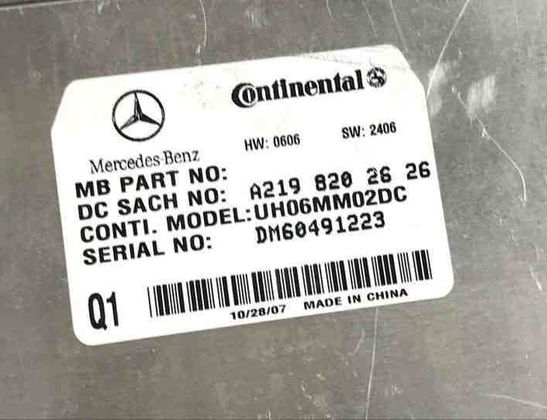 Continental
Mercedes-Benz
HW: 0606 SW: 2406
MB PART NO:
DC SACH NO: A219 820 26 26
CONTI. MODEL: UH06MM02DC
SERIAL NO: DM60491223
Q1
10/28/07 MADE IN CHINA